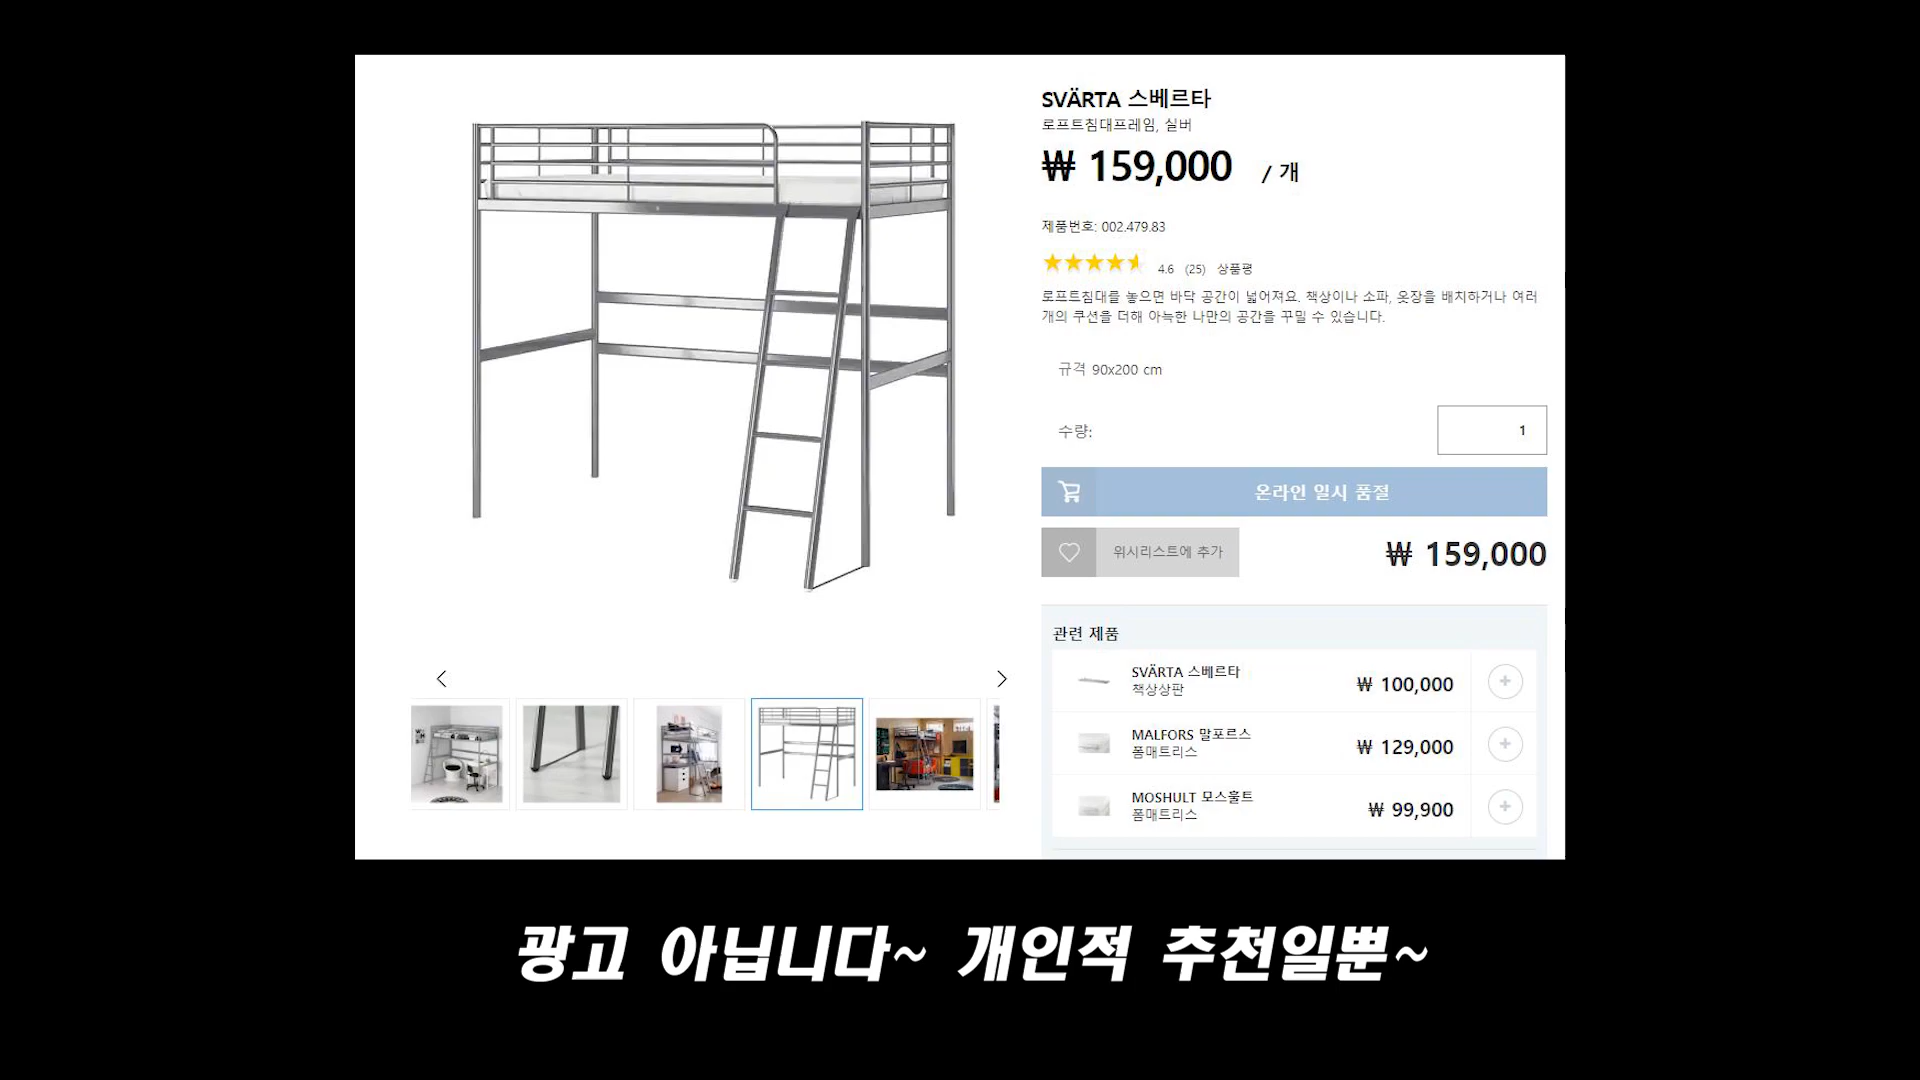 SVÄRTA 스베르타
로프트침대프레임, 실버
₩ 159,000 / 개
제품번호: 002.479.83
4.6 (25) 상품평
로프트침대를 놓으면 바닥 공간이 넓어져요. 책상이나 소파, 옷장을 배치하거나 여러
개의 쿠션을 더해 아늑한 나만의 공간을 꾸밀 수 있습니다.
규격 90x200 cm
수량:
1
온라인 일시 품절
위시리스트에 추가
₩ 159,000
관련 제품
SVÄRTA 스베르타
책상상판
₩ 100,000
MALFORS 말포르스
폼매트리스
₩ 129,000
MOSHULT 모스훌트
폼매트리스
₩ 99,900
광고 아닙니다~ 개인적 추천일뿐~